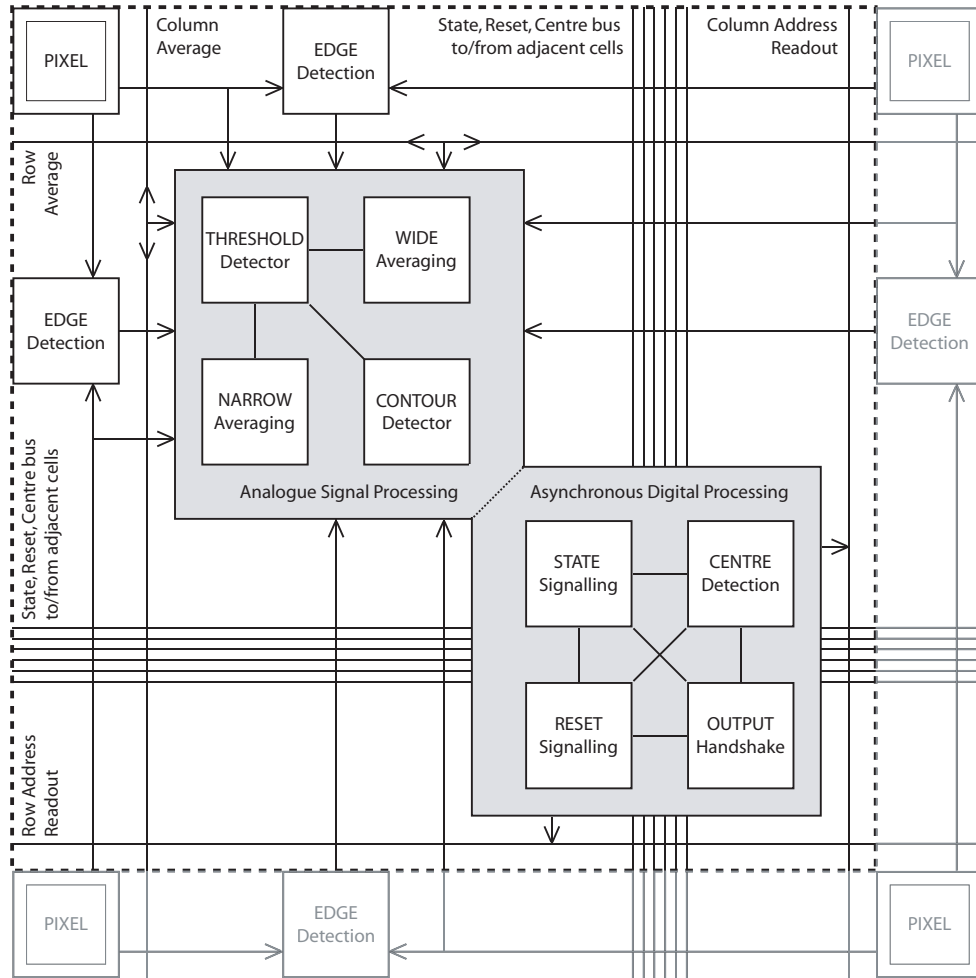 PIXEL
Column
Average
EDGE
Detection
State, Reset, Centre bus
to/from adjacent cells
Column Address
Readout
PIXEL
Row
Average
THRESHOLD
Detector
WIDE
Averaging
EDGE
Detection
EDGE
Detection
NARROW
Averaging
CONTOUR
Detector
State, Reset, Centre bus
to/from adjacent cells
Analogue Signal Processing
Asynchronous Digital Processing
STATE
Signalling
CENTRE
Detection
RESET
Signalling
OUTPUT
Handshake
Row Address
Readout
PIXEL
EDGE
Detection
PIXEL